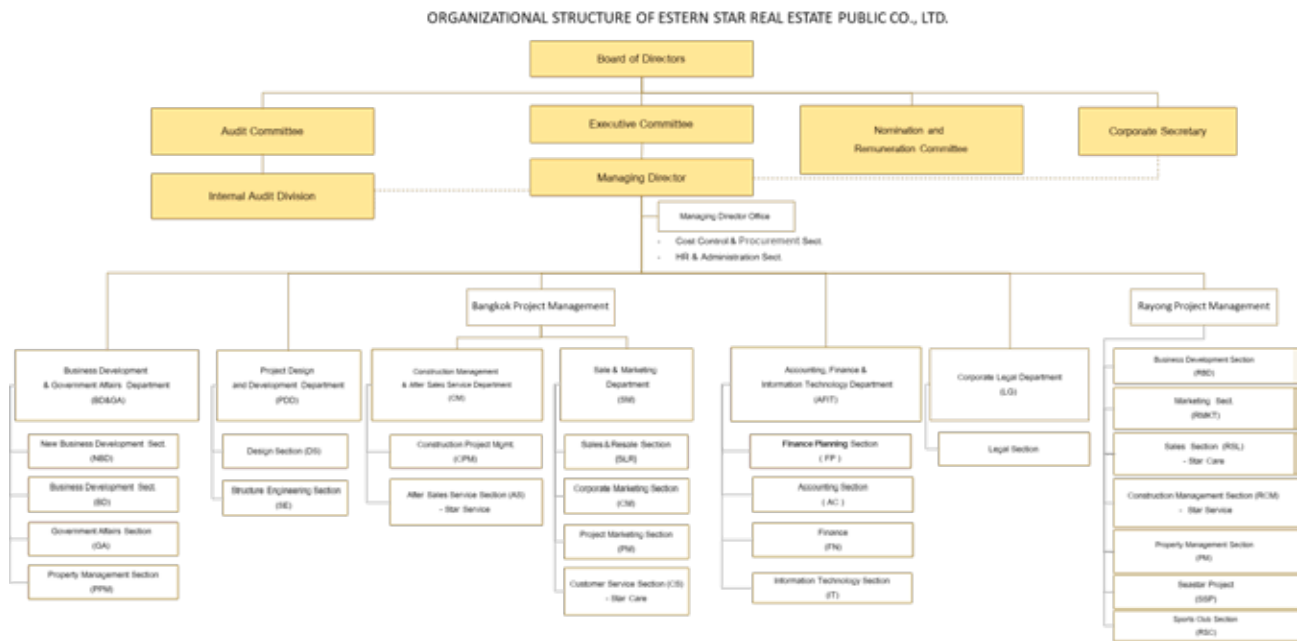 ORGANIZATIONAL STRUCTURE OF ESTERN STAR REAL ESTATE PUBLIC CO., LTD.
Board of Directors
Audit Committee
Executive Committee
Nomination and
Remuneration Committee
Corporate Secretary
Internal Audit Division
Managing Director
Managing Director Office
- Cost Control & Procurement Sect.
- HR & Administration Sect.
Bangkok Project Management
Rayong Project Management
Business Development
& Government Affairs Department
(BD&GA)
New Business Development Sect.
(NBD)
Business Development Sect.
(BD)
Government Affairs Section
(GA)
Property Management Section
(PPM)
Project Design
and Development Department
(PDD)
Design Section (DS)
Structure Engineering Section
(SE)
Construction Management
& After Sales Service Department
(CM)
Construction Project Mgmt.
(CPM)
After Sales Service Section (AS)
- Star Service
Sale & Marketing
Department
(SM)
Sales & Resale Section
(SLR)
Corporate Marketing Section
(CM)
Project Marketing Section
(PM)
Customer Service Section (CS)
- Star Care
Accounting, Finance &
Information Technology Department
(AFIT)
Finance Planning Section
( FP )
Accounting Section
( AC )
Finance
(FN)
Information Technology Section
(IT)
Corporate Legal Department
(LG)
Legal Section
Business Development Section
(RBD)
Marketing Sect.
(RMKT)
Sales Section (RSL)
- Star Care
Construction Management Section (RCM)
- Star Service
Property Management Section
(PM)
Seastar Project
(SSP)
Sports Club Section
(RSC)